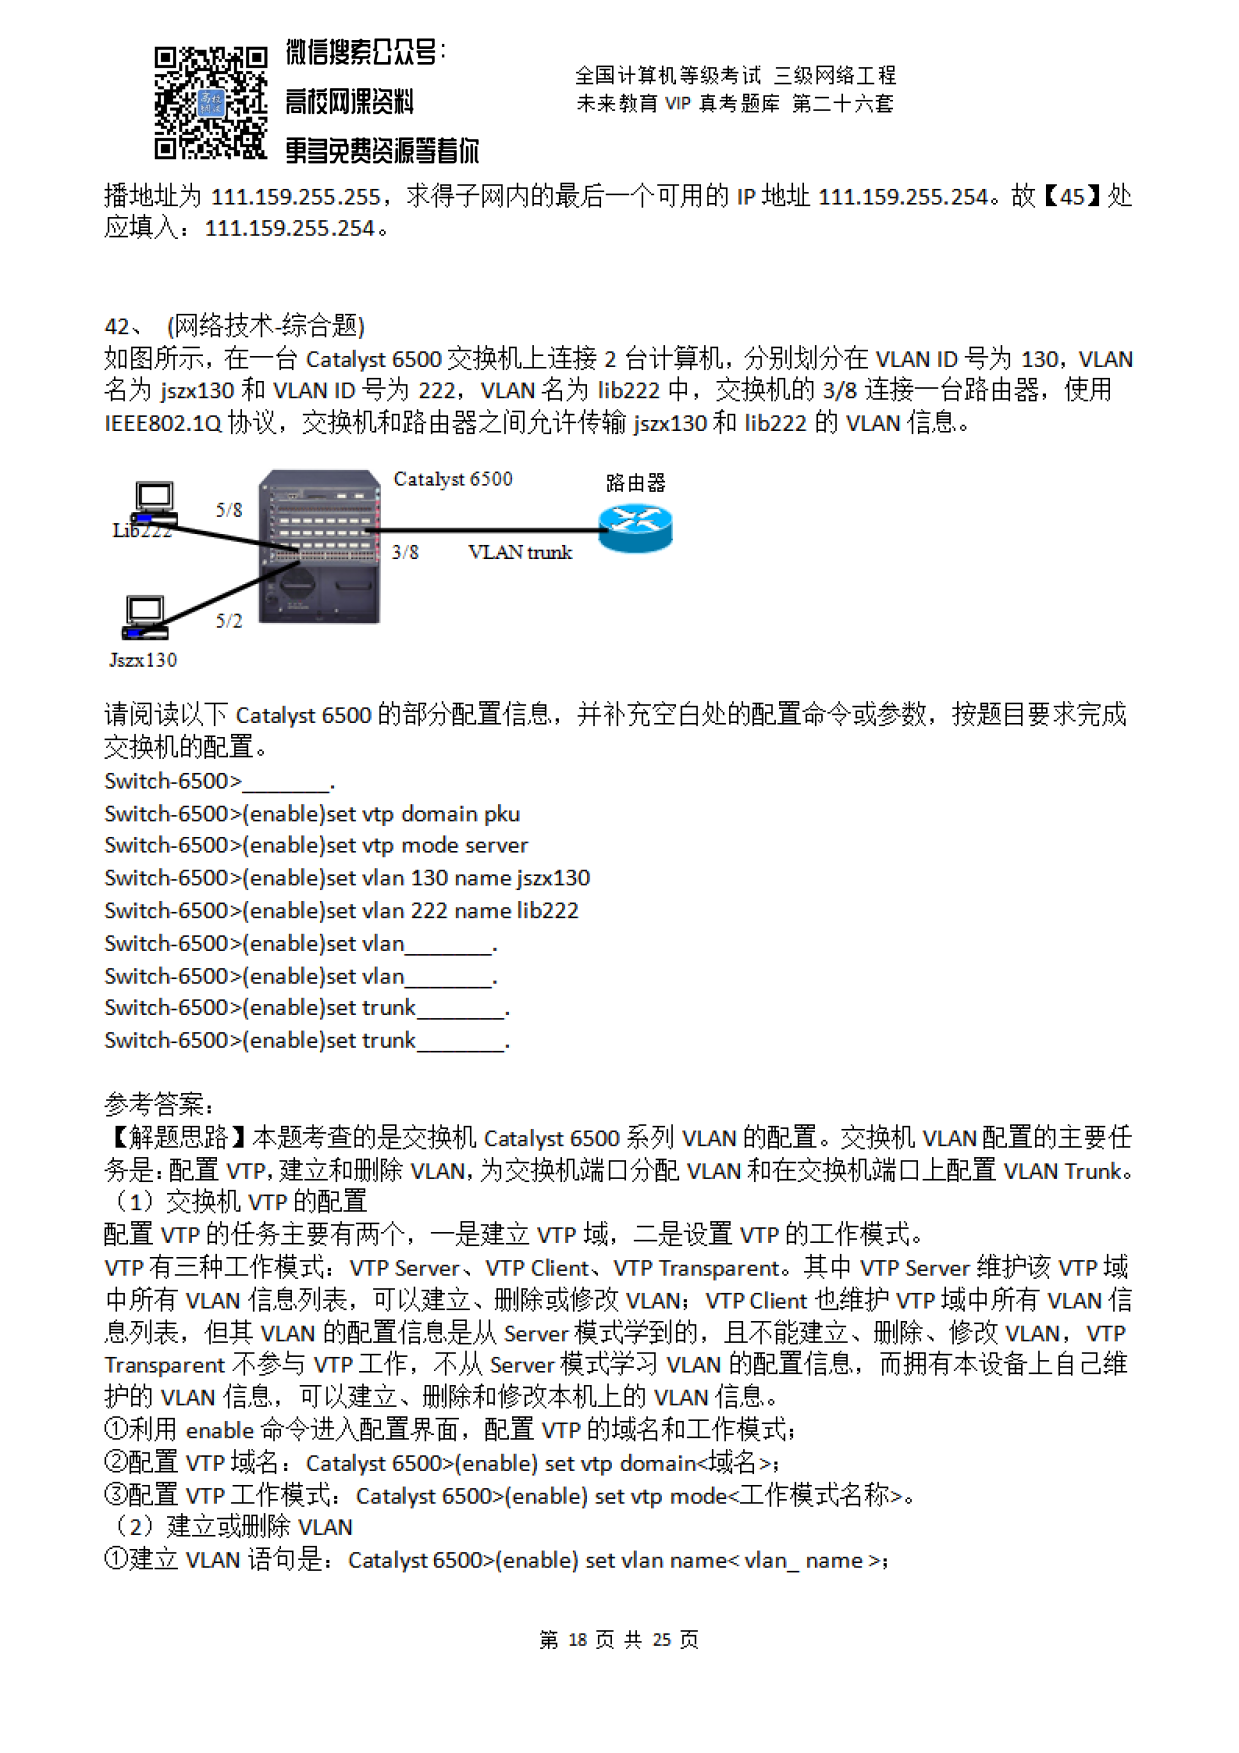 微信搜索公众号：
高校网课资料
更多免费资源等着你
全国计算机等级考试 三级网络工程
未来教育 VIP 真考题库 第二十六套
播地址为 111.159.255.255，求得子网内的最后一个可用的 IP 地址 111.159.255.254。故【45】处
应填入：111.159.255.254。
42、 (网络技术-综合题)
如图所示，在一台 Catalyst 6500 交换机上连接 2 台计算机，分别划分在 VLAN ID 号为 130，VLAN
名为 jszx130 和 VLAN ID 号为 222，VLAN 名为 lib222 中，交换机的 3/8 连接一台路由器，使用
IEEE802.1Q 协议，交换机和路由器之间允许传输 jszx130 和 lib222 的 VLAN 信息。
Catalyst 6500
路由器
5/8
Lib222
3/8
VLAN trunk
5/2
Jszx130
请阅读以下 Catalyst 6500 的部分配置信息，并补充空白处的配置命令或参数，按题目要求完成
交换机的配置。
Switch-6500>_______.
Switch-6500>(enable)set vtp domain pku
Switch-6500>(enable)set vtp mode server
Switch-6500>(enable)set vlan 130 name jszx130
Switch-6500>(enable)set vlan 222 name lib222
Switch-6500>(enable)set vlan_______.
Switch-6500>(enable)set vlan_______.
Switch-6500>(enable)set trunk_______.
Switch-6500>(enable)set trunk_______.
参考答案：
【解题思路】本题考查的是交换机 Catalyst 6500 系列 VLAN 的配置。交换机 VLAN 配置的主要任
务是：配置 VTP，建立和删除 VLAN，为交换机端口分配 VLAN 和在交换机端口上配置 VLAN Trunk。
（1）交换机 VTP 的配置
配置 VTP 的任务主要有两个，一是建立 VTP 域，二是设置 VTP 的工作模式。
VTP 有三种工作模式：VTP Server、VTP Client、VTP Transparent。其中 VTP Server 维护该 VTP 域
中所有 VLAN 信息列表，可以建立、删除或修改 VLAN；VTP Client 也维护 VTP 域中所有 VLAN 信
息列表，但其 VLAN 的配置信息是从 Server 模式学到的，且不能建立、删除、修改 VLAN，VTP
Transparent 不参与 VTP 工作，不从 Server 模式学习 VLAN 的配置信息，而拥有本设备上自己维
护的 VLAN 信息，可以建立、删除和修改本机上的 VLAN 信息。
①利用 enable 命令进入配置界面，配置 VTP 的域名和工作模式；
②配置 VTP 域名：Catalyst 6500>(enable) set vtp domain<域名>；
③配置 VTP 工作模式：Catalyst 6500>(enable) set vtp mode<工作模式名称>。
（2）建立或删除 VLAN
①建立 VLAN 语句是：Catalyst 6500>(enable) set vlan name< vlan_ name >；
第 18 页 共 25 页